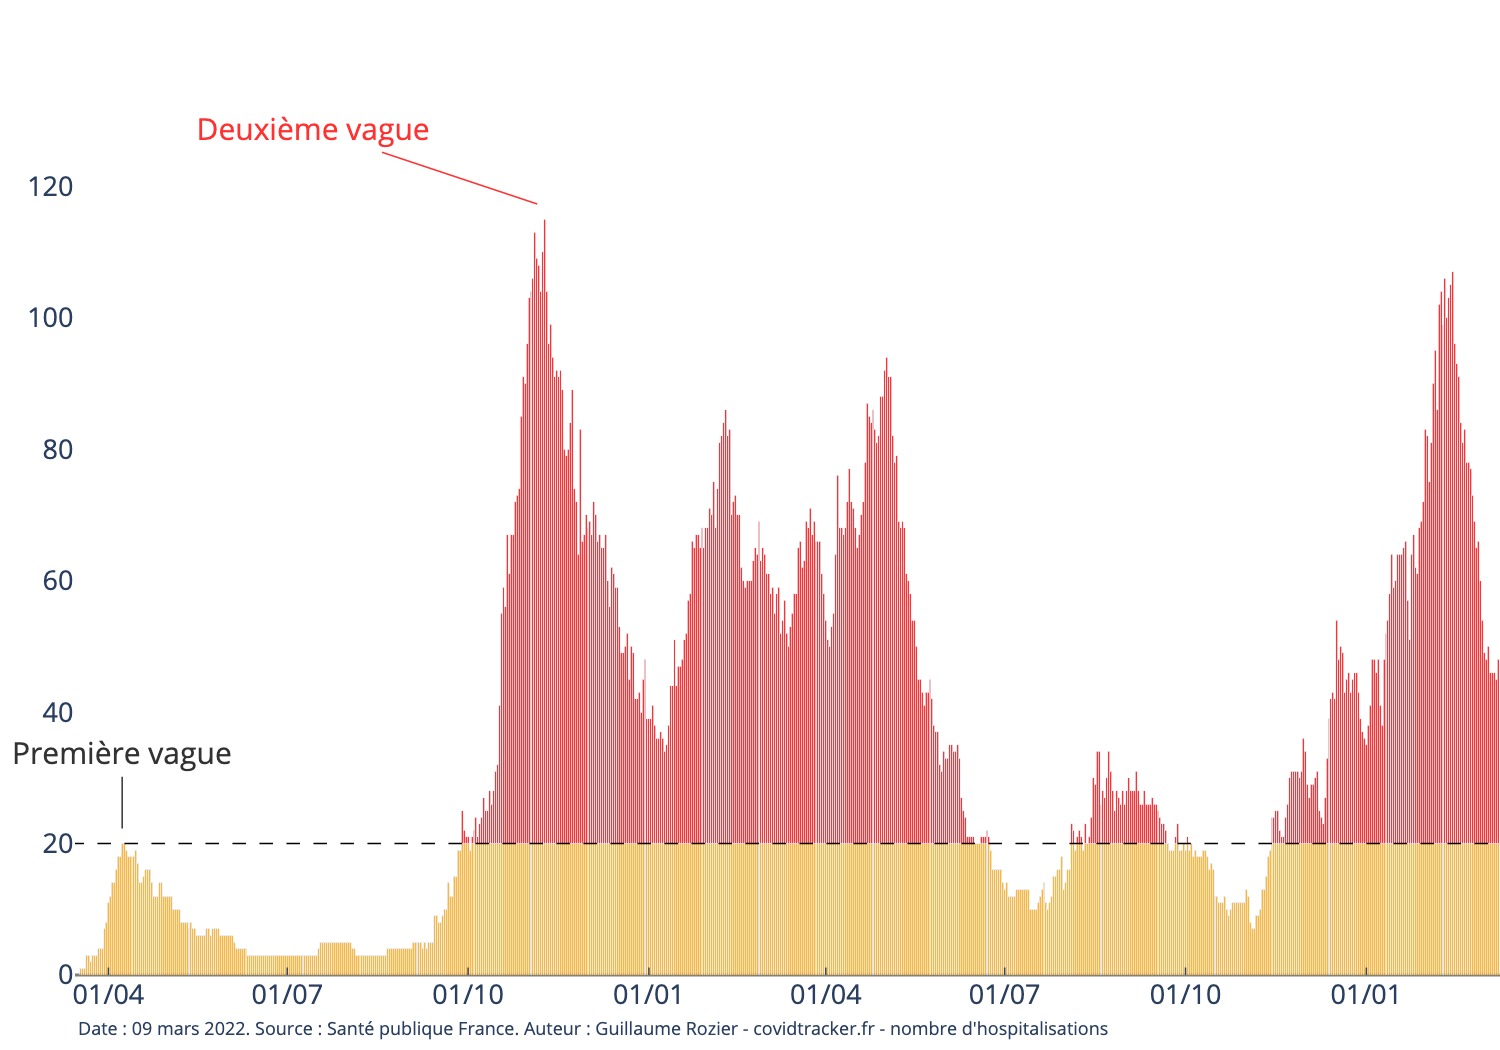 Deuxième vague
120
100
80
60
40
Première vague
20
0
01/04 01/07 01/10 01/01 01/04 01/07 01/10 01/01
Date : 09 mars 2022. Source : Santé publique France. Auteur : Guillaume Rozier - covidtracker.fr - nombre d'hospitalisations